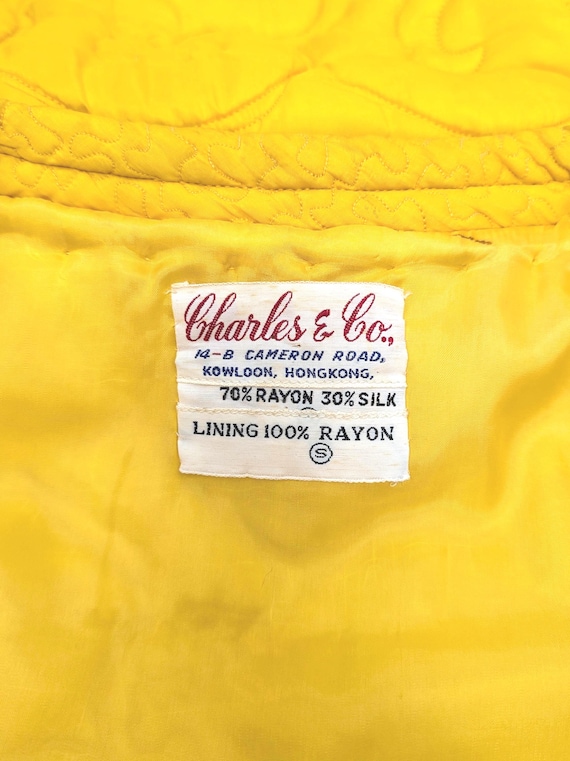 Charles & Co.,
14-B CAMERON ROAD,
KOWLOON, HONGKONG,
70% RAYON 30% SILK
LINING 100% RAYON
S